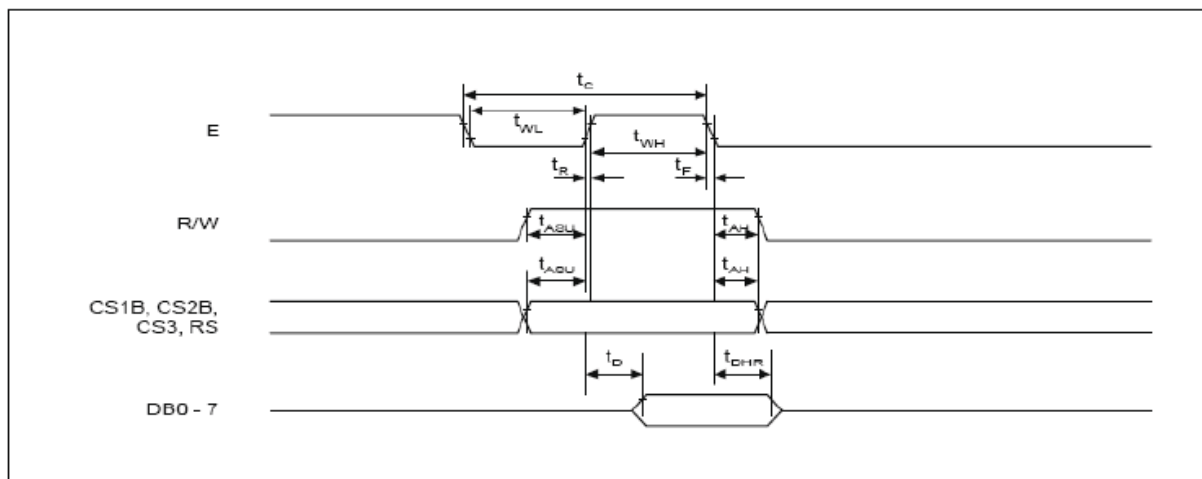 tC
E
tWL
tWH
tR
tF
R/W
tASU
tAH
tASU
tAH
CS1B, CS2B,
CS3, RS
tD
tDHR
DB0 - 7